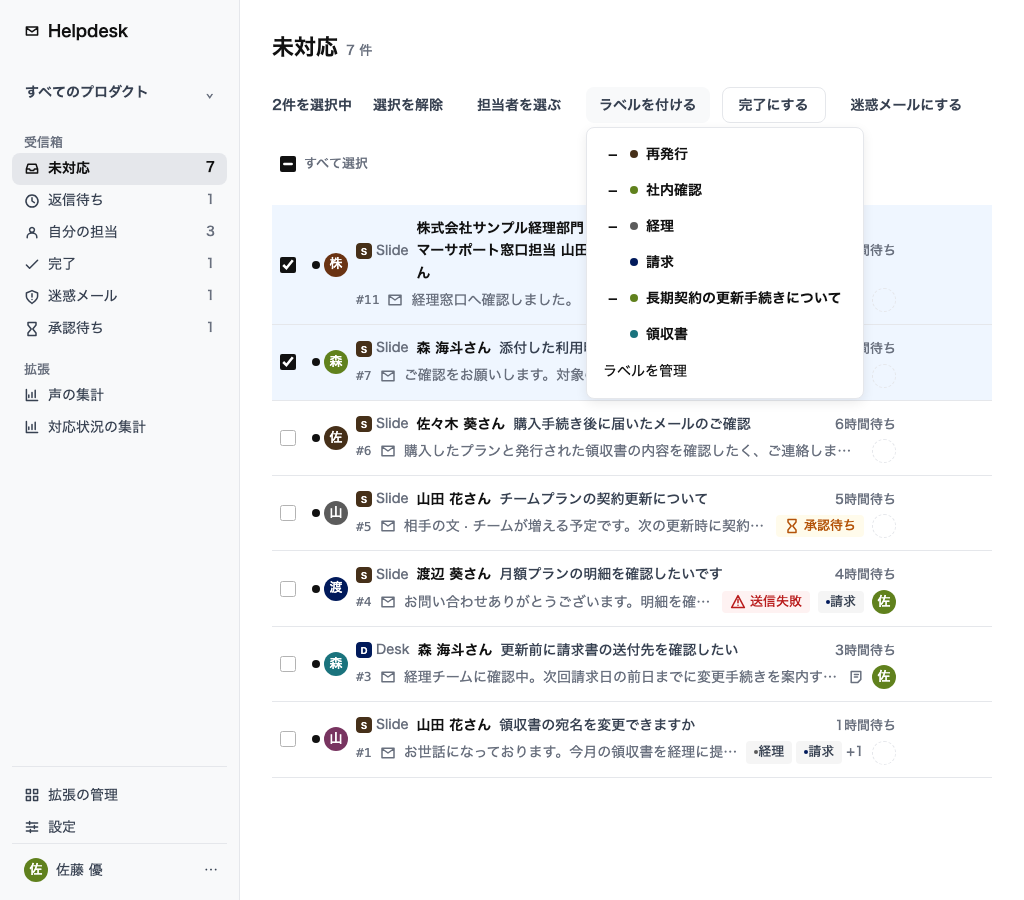 Helpdesk
すべてのプロダクト
受信箱
未対応 7
返信待ち 1
自分の担当 3
完了 1
迷惑メール 1
承認待ち 1
拡張
声の集計
対応状況の集計
拡張の管理
設定
佐 佐藤 優 …
未対応 7 件
2件を選択中 選択を解除 担当者を選ぶ ラベルを付ける 完了にする 迷惑メールにする
すべて選択
– 再発行
– 社内確認
– 経理
請求
– 長期契約の更新手続きについて
領収書
ラベルを管理
株 S Slide 株式会社サンプル経理部門
マーサポート窓口担当 山田
ん
間待ち
#11 経理窓口へ確認しました。
森 S Slide 森 海斗さん 添付した利用 間待ち
#7 ご確認をお願いします。対象
佐 S Slide 佐々木 葵さん 購入手続き後に届いたメールのご確認 6時間待ち
#6 購入したプランと発行された領収書の内容を確認したく、ご連絡しま…
山 S Slide 山田 花さん チームプランの契約更新について 5時間待ち
#5 相手の文 · チームが増える予定です。次の更新時に契約… 承認待ち
渡 S Slide 渡辺 葵さん 月額プランの明細を確認したいです 4時間待ち
#4 お問い合わせありがとうございます。明細を確… 送信失敗 •請求 佐
森 D Desk 森 海斗さん 更新前に請求書の送付先を確認したい 3時間待ち
#3 経理チームに確認中。次回請求日の前日までに変更手続きを案内す… 佐
山 S Slide 山田 花さん 領収書の宛名を変更できますか 1時間待ち
#1 お世話になっております。今月の領収書を経理に提… •経理 •請求 +1